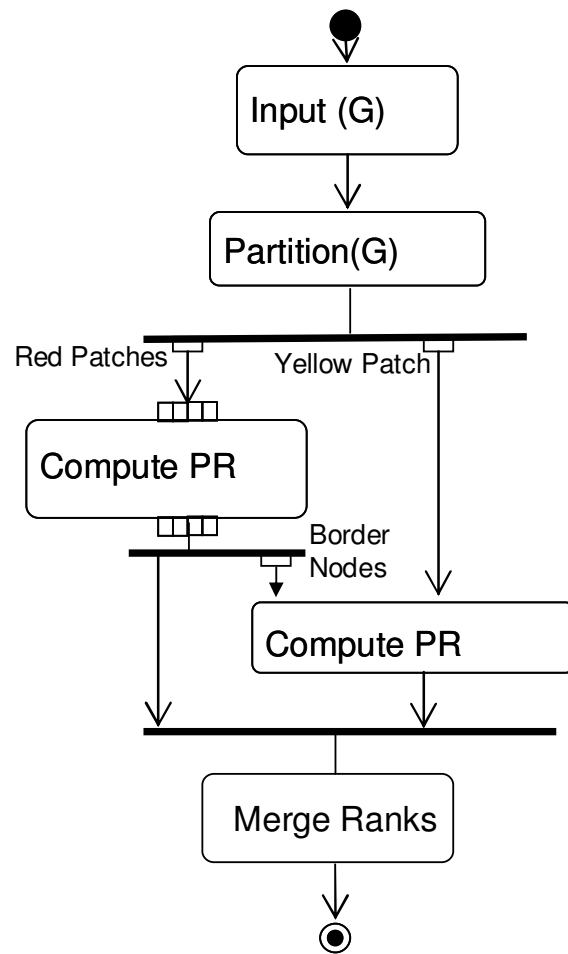 Input (G)
Partition(G)
Red Patches
Yellow Patch
Compute PR
Border
Nodes
Compute PR
Merge Ranks